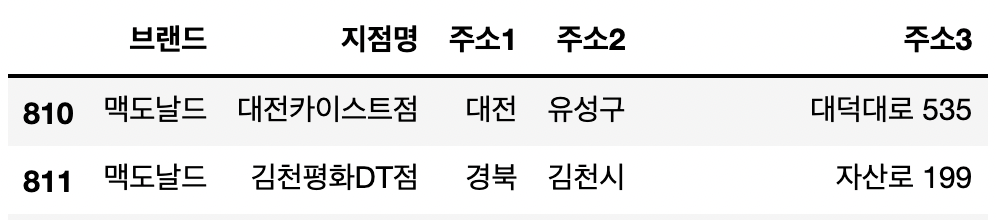 브랜드 지점명 주소1 주소2 주소3
810 맥도날드 대전카이스트점 대전 유성구 대덕대로 535
811 맥도날드 김천평화DT점 경북 김천시 자산로 199